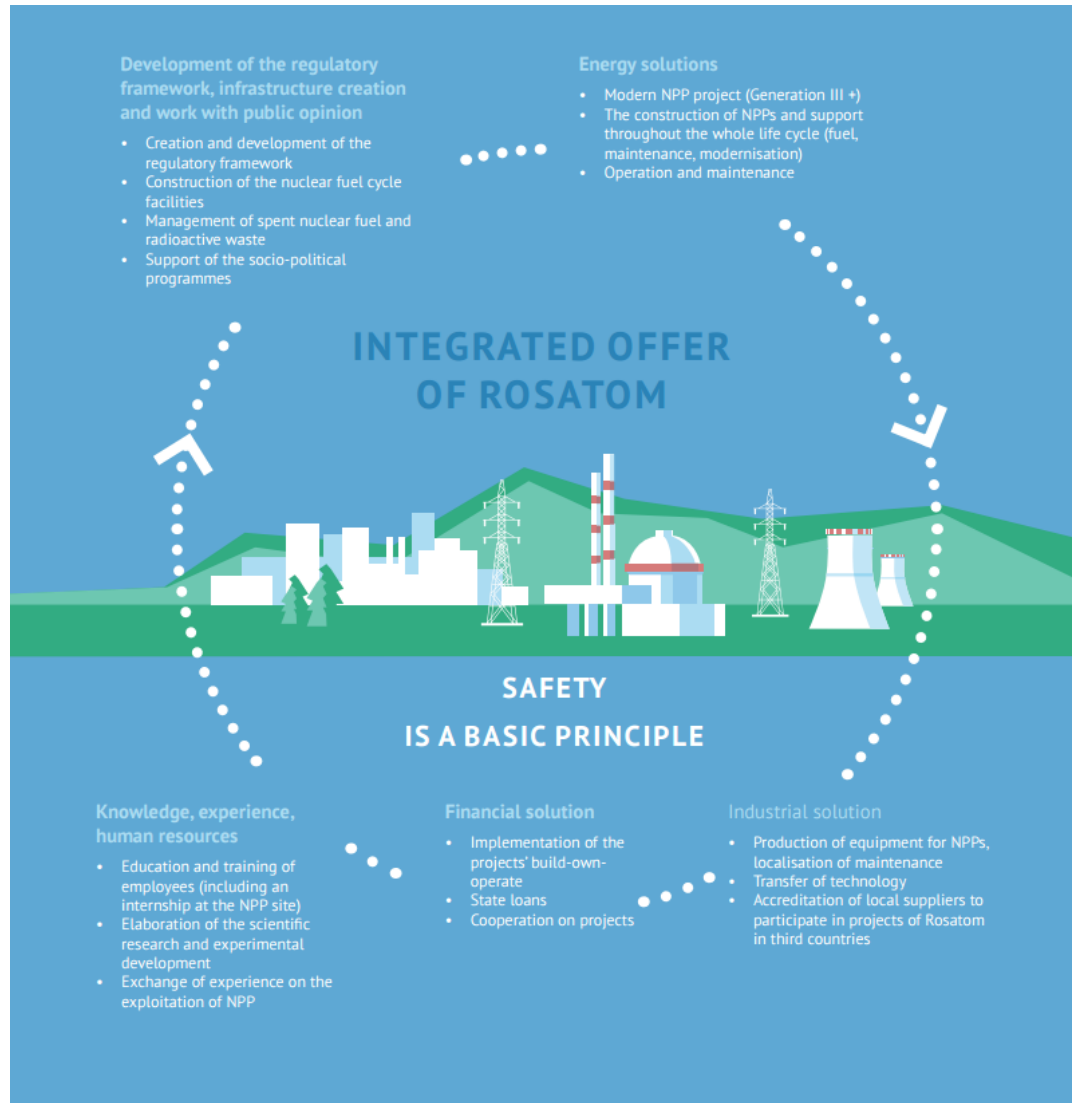 Development of the regulatory
framework, infrastructure creation
and work with public opinion
• Creation and development of the
regulatory framework
• Construction of the nuclear fuel cycle
facilities
• Management of spent nuclear fuel and
radioactive waste
• Support of the socio-political
programmes
Energy solutions
• Modern NPP project (Generation III +)
• The construction of NPPs and support
throughout the whole life cycle (fuel,
maintenance, modernisation)
• Operation and maintenance
INTEGRATED OFFER
OF ROSATOM
SAFETY
IS A BASIC PRINCIPLE
Knowledge, experience,
human resources
• Education and training of
employees (including an
internship at the NPP site)
• Elaboration of the scientific
research and experimental
development
• Exchange of experience on the
exploitation of NPP
Financial solution
• Implementation of the
projects' build-own-
operate
• State loans
• Cooperation on projects
Industrial solution
• Production of equipment for NPPs,
localisation of maintenance
• Transfer of technology
• Accreditation of local suppliers to
participate in projects of Rosatom
in third countries